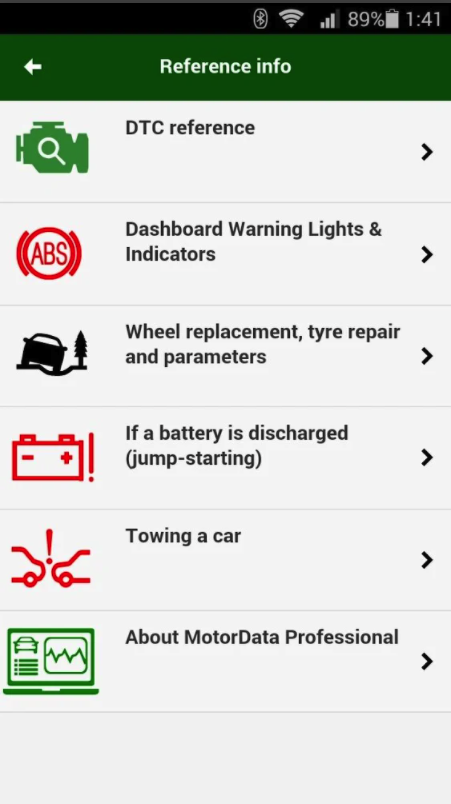 89% 1:41
Reference info
DTC reference
Dashboard Warning Lights &
Indicators
ABS
Wheel replacement, tyre repair
and parameters
If a battery is discharged
(jump-starting)
Towing a car
About MotorData Professional